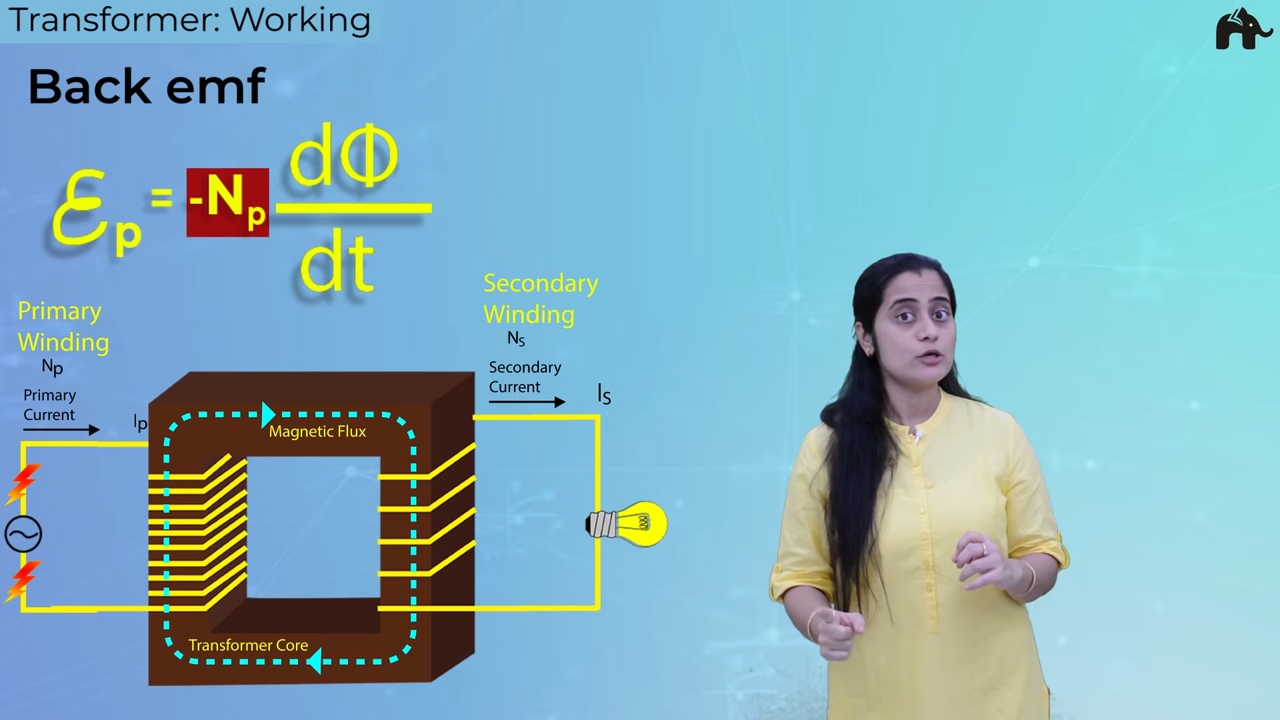 Transformer: Working
Back emf
ℰp = -Np dΦ
dt
Primary
Winding
Np
Primary
Current
Ip
Secondary
Winding
Ns
Secondary
Current
Is
Magnetic Flux
Transformer Core